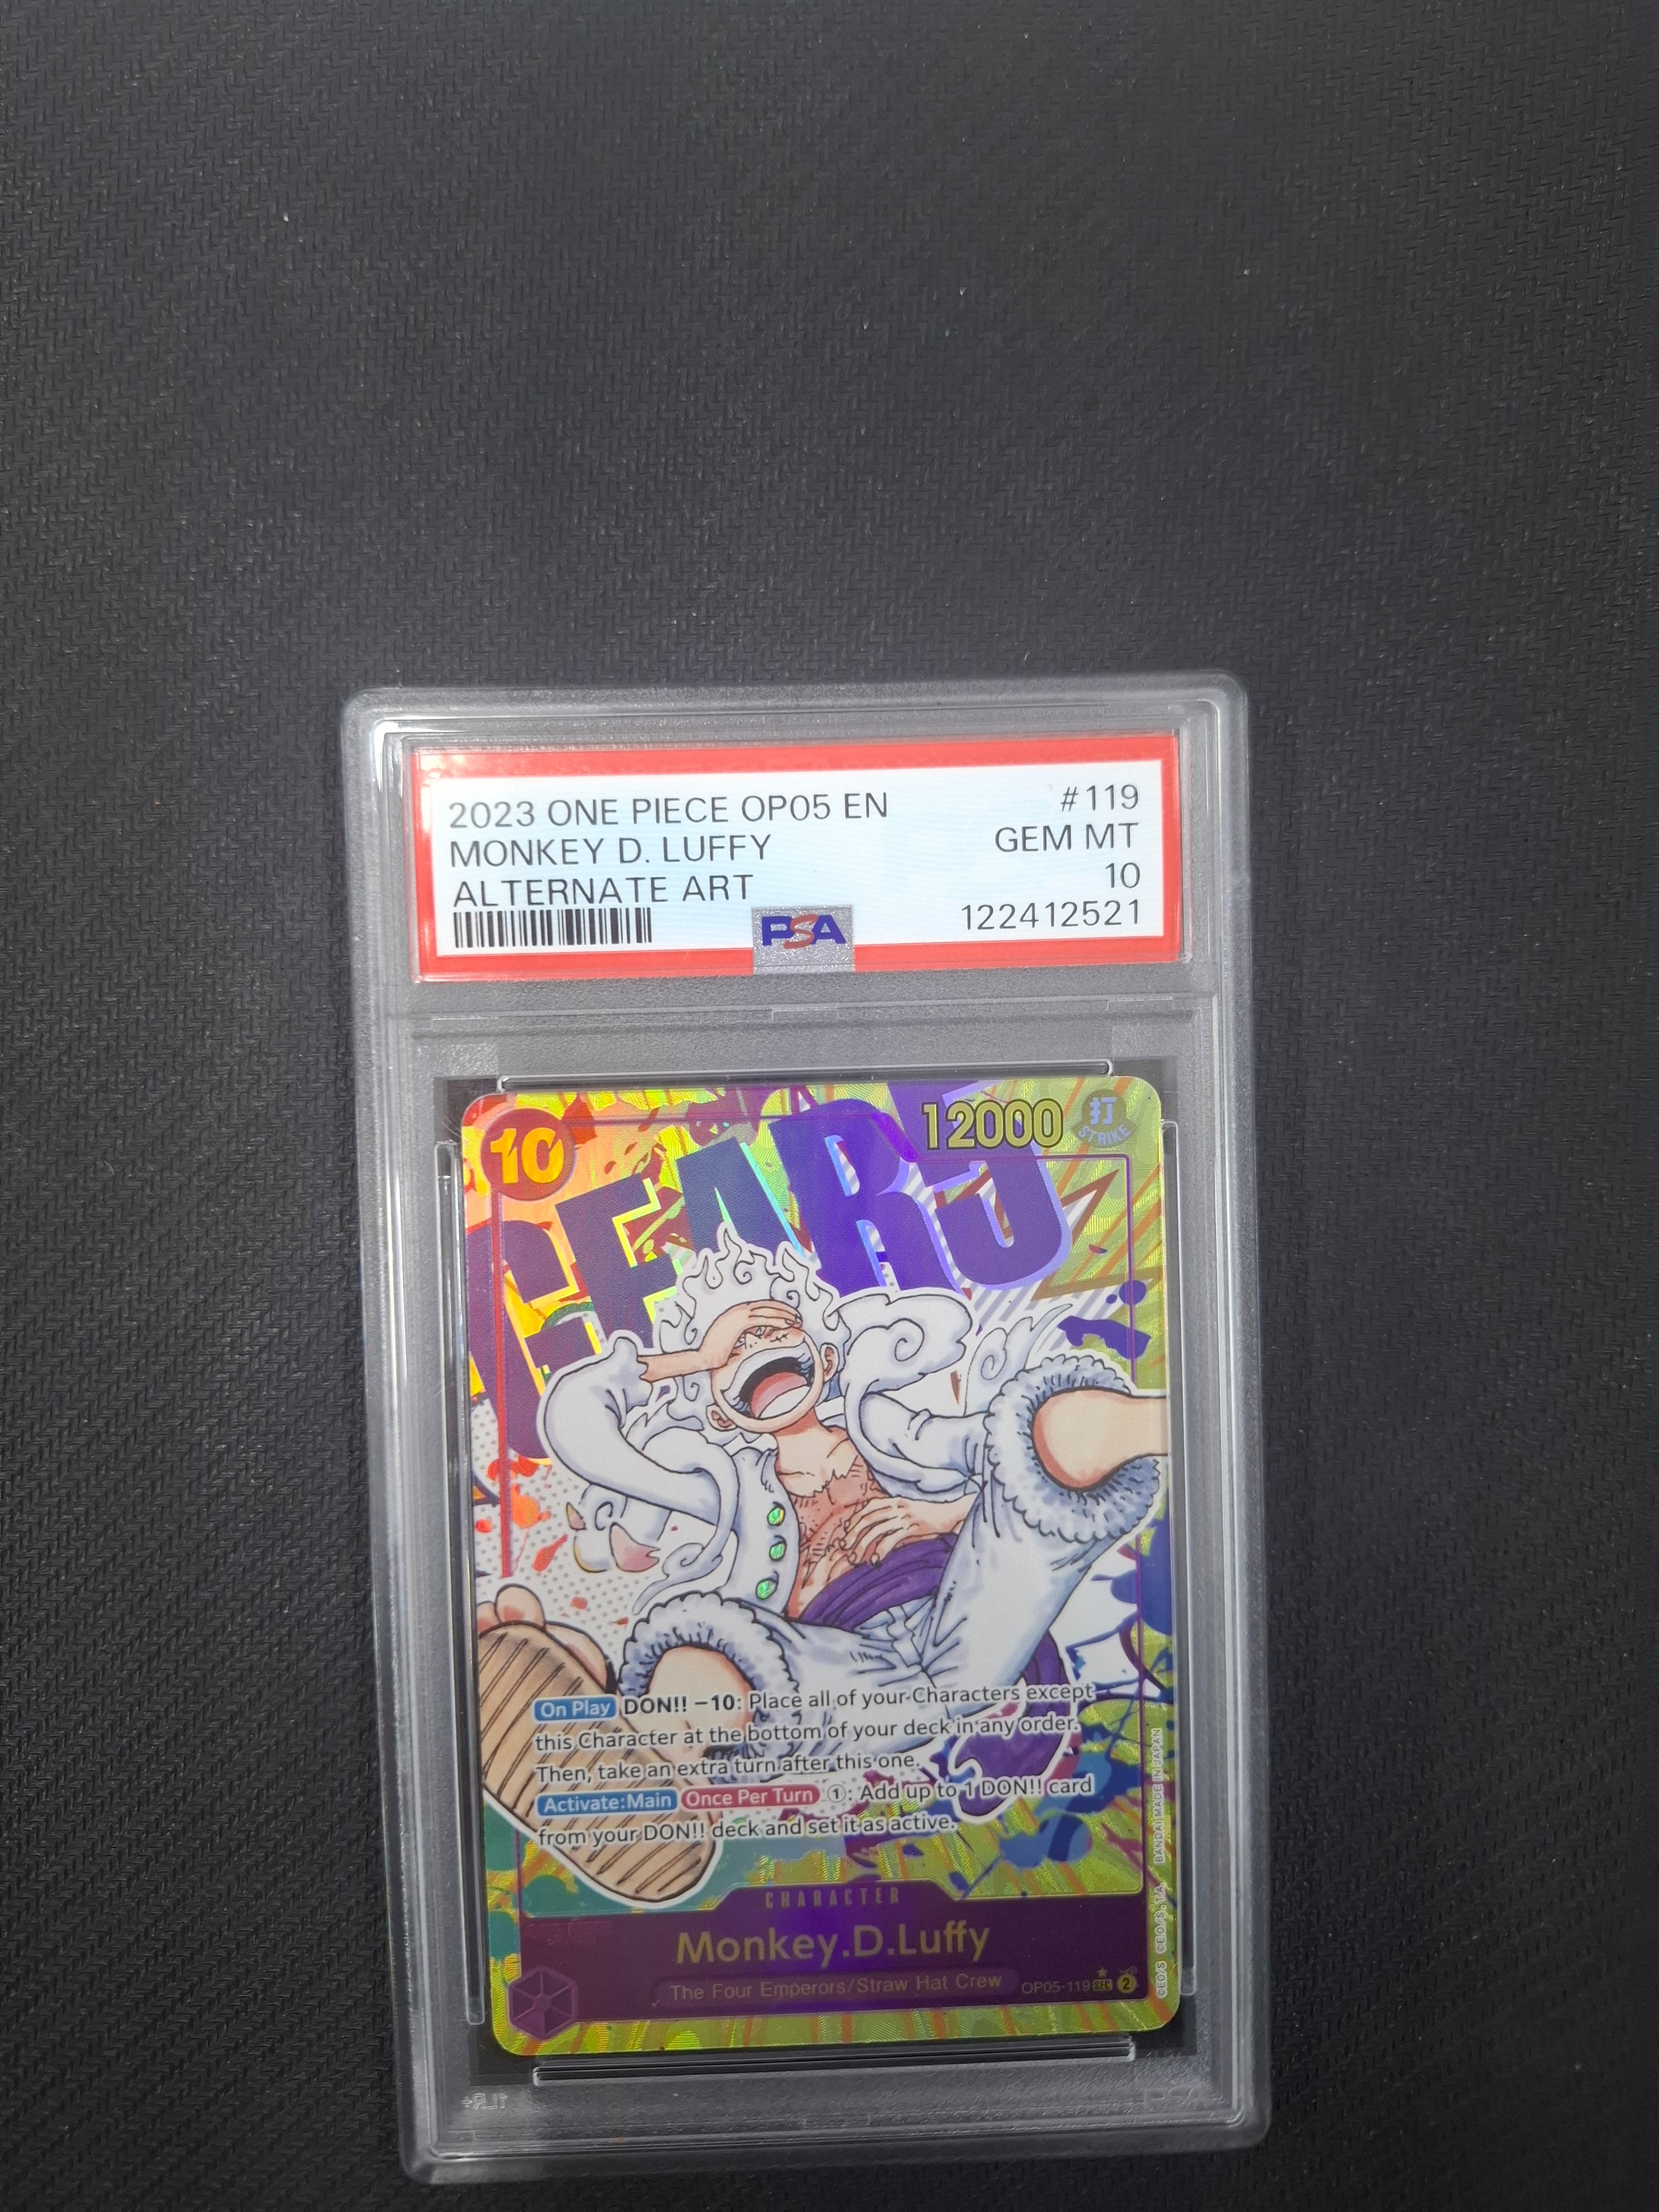 2023 ONE PIECE OP05 EN #119
MONKEY D. LUFFY GEM MT
ALTERNATE ART 10
PSA 122412521
10 12000 打
STRIKE
GEAR5
On Play DON!! −10: Place all of your Characters except
this Character at the bottom of your deck in any order.
Then, take an extra turn after this one.
Activate:Main Once Per Turn ①: Add up to 1 DON!! card
from your DON!! deck and set it as active.
CHARACTER
Monkey.D.Luffy
The Four Emperors/Straw Hat Crew OP05-119 SEC 2
BANDAI MADE IN JAPAN
PSA